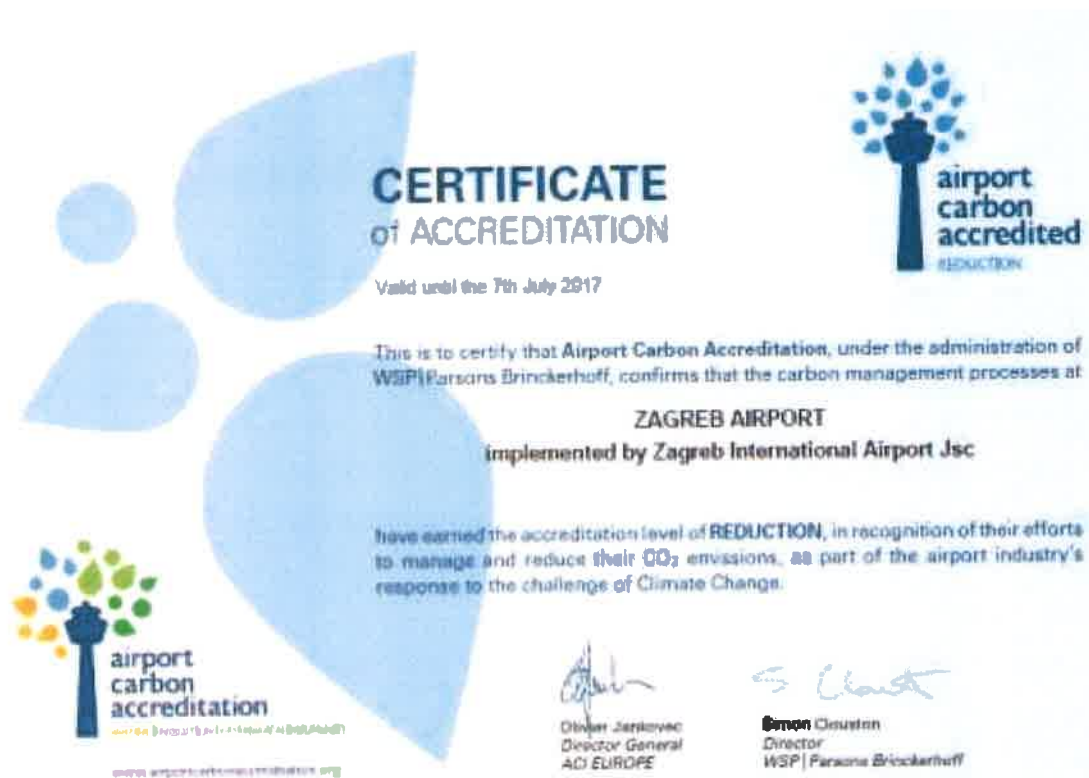 CERTIFICATE
of ACCREDITATION
Valid until the 7th July 2017
airport
carbon
accredited
REDUCTION
This is to certify that Airport Carbon Accreditation, under the administration of
WSP|Parsons Brinckerhoff, confirms that the carbon management processes at
ZAGREB AIRPORT
implemented by Zagreb International Airport Jsc
have earned the accreditation level of REDUCTION, in recognition of their efforts
to manage and reduce their CO₂ emissions, as part of the airport industry's
response to the challenge of Climate Change.
airport
carbon
accreditation
Olivier Jankovec
Director General
ACI EUROPE
Simon Clouston
Director
WSP | Parsons Brinckerhoff